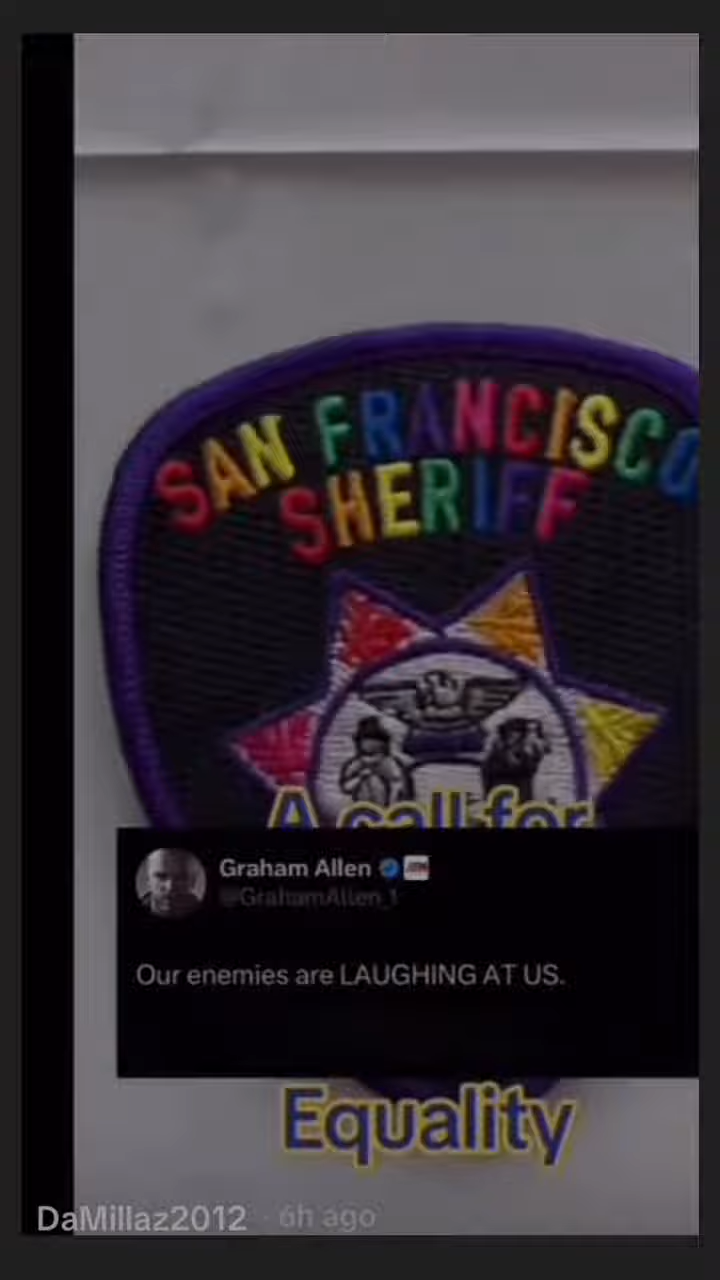 SAN FRANCISCO
SHERIFF
A call for
Graham Allen
@GrahamAllen_1
Our enemies are LAUGHING AT US.
Equality
DaMillaz2012 · 6h ago